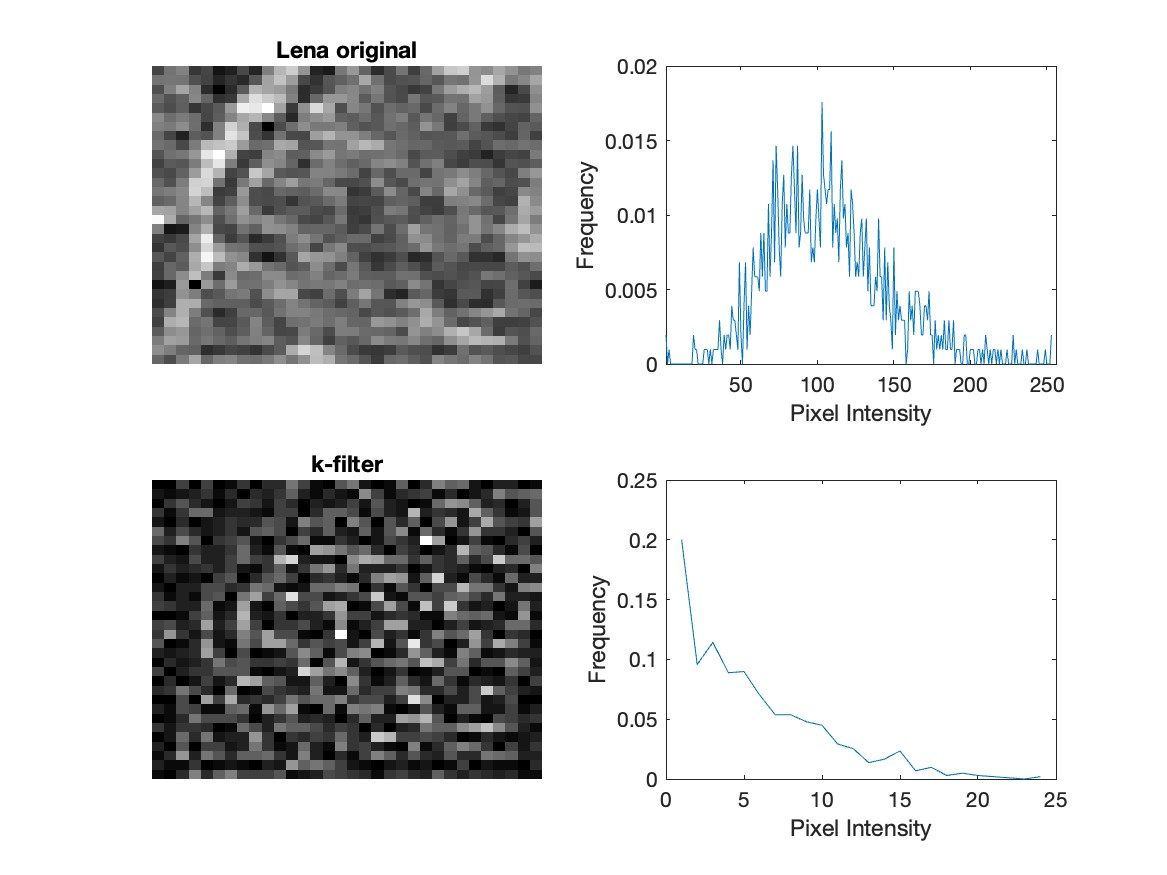 Lena original
0.02
0.015
0.01
0.005
0
Frequency
50 100 150 200 250
Pixel Intensity
k-filter
0.25
0.2
0.15
0.1
0.05
0
Frequency
0 5 10 15 20 25
Pixel Intensity